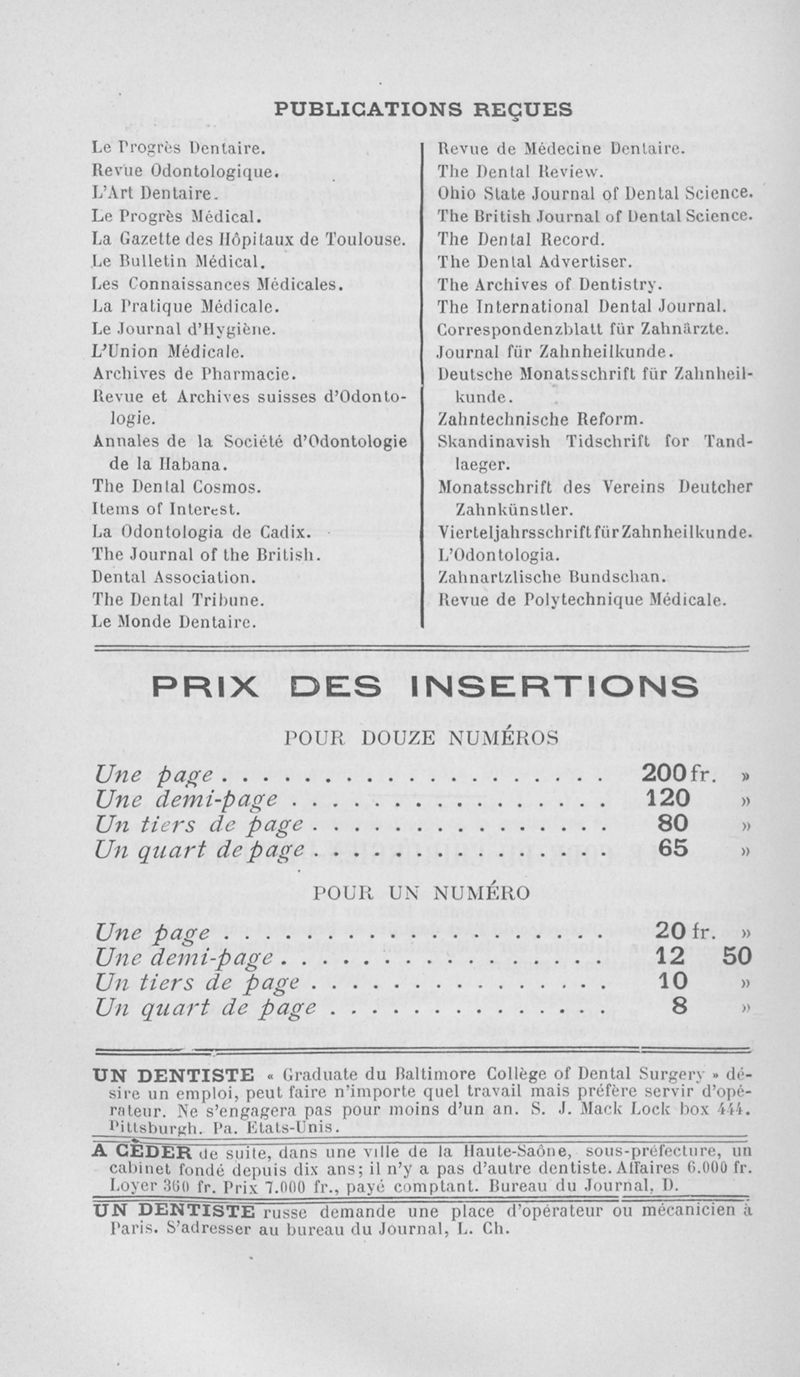 PUBLICATIONS REÇUES
Le Progrès Dentaire.
Revue Odontologique.
L'Art Dentaire.
Le Progrès Médical.
La Gazette des Hôpitaux de Toulouse.
Le Bulletin Médical.
Les Connaissances Médicales.
La Pratique Médicale.
Le Journal d'Hygiène.
L'Union Médicale.
Archives de Pharmacie.
Revue et Archives suisses d'Odonto-
logie.
Annales de la Société d'Odontologie
de la Habana.
The Dental Cosmos.
Items of Interest.
La Odontologia de Cadix.
The Journal of the British.
Dental Association.
The Dental Tribune.
Le Monde Dentaire.
Revue de Médecine Dentaire.
The Dental Review.
Ohio State Journal of Dental Science.
The British Journal of Dental Science.
The Dental Record.
The Dental Advertiser.
The Archives of Dentistry.
The International Dental Journal.
Correspondenzblatt für Zahnärzte.
Journal für Zahnheilkunde.
Deutsche Monatsschrift für Zahnheil-
kunde.
Zahntechnische Reform.
Skandinavish Tidschrift for Tand-
laeger.
Monatsschrift des Vereins Deutcher
Zahnkünstler.
Vierteljahrsschrift für Zahnheilkunde.
L'Odontologia.
Zahnartzlische Bundschan.
Revue de Polytechnique Médicale.
PRIX DES INSERTIONS
POUR DOUZE NUMÉROS
Une page . . . . . . . . . . . . . . . . . . . 200 fr. »
Une demi-page . . . . . . . . . . . . . . . . 120 »
Un tiers de page . . . . . . . . . . . . . . . 80 »
Un quart de page . . . . . . . . . . . . . . . 65 »
POUR UN NUMÉRO
Une page . . . . . . . . . . . . . . . . . . . 20 fr. »
Une demi-page . . . . . . . . . . . . . . . . 12 50
Un tiers de page . . . . . . . . . . . . . . . 10 »
Un quart de page . . . . . . . . . . . . . . 8 »
UN DENTISTE « Graduate du Baltimore Collège of Dental Surgery » dé-
sire un emploi, peut faire n'importe quel travail mais préfère servir d'opé-
rateur. Ne s'engagera pas pour moins d'un an. S. J. Mack Lock box 444.
Pittsburgh. Pa. Etats-Unis.
A CÉDER de suite, dans une ville de la Haute-Saône, sous-préfecture, un
cabinet fondé depuis dix ans; il n'y a pas d'autre dentiste. Affaires 6.000 fr.
Loyer 360 fr. Prix 7.000 fr., payé comptant. Bureau du Journal, D.
UN DENTISTE russe demande une place d'opérateur ou mécanicien à
Paris. S'adresser au bureau du Journal, L. Ch.